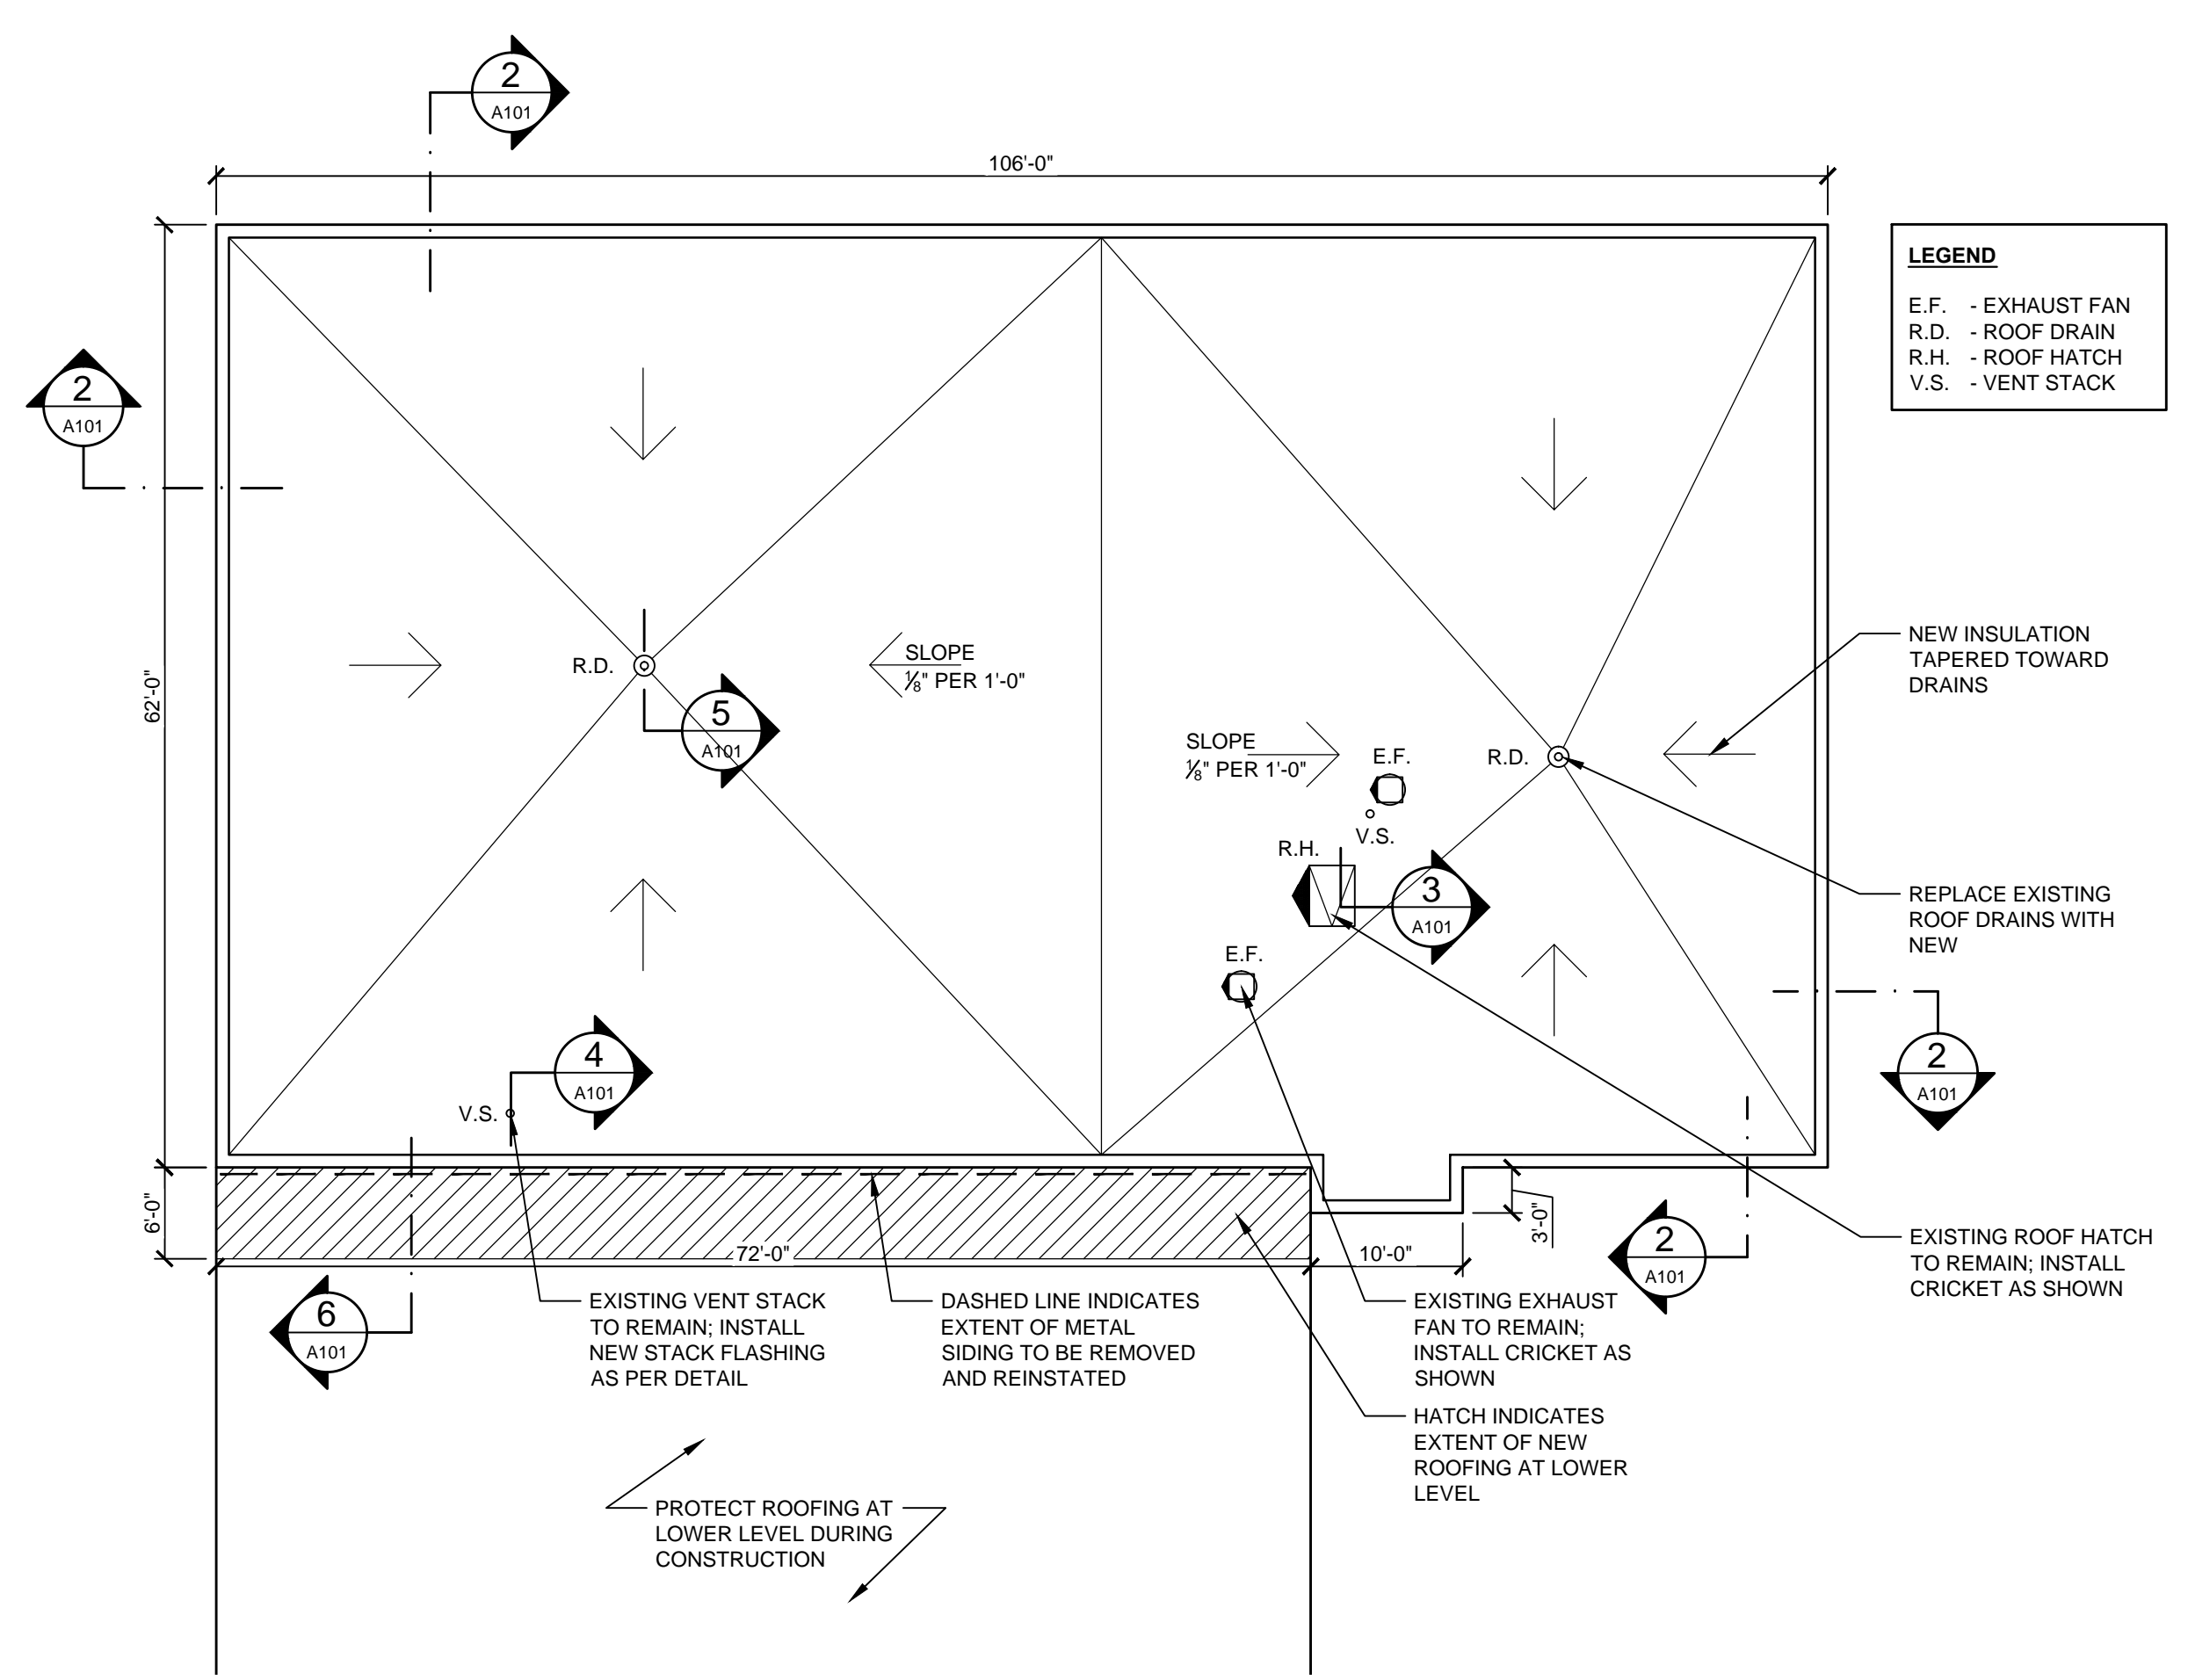 2
A101
106'-0"
LEGEND
E.F. - EXHAUST FAN
R.D. - ROOF DRAIN
R.H. - ROOF HATCH
V.S. - VENT STACK
2
A101
62'-0"
R.D.
SLOPE
⅛" PER 1'-0"
5
A101
SLOPE
⅛" PER 1'-0"
E.F.
V.S.
R.D.
NEW INSULATION
TAPERED TOWARD
DRAINS
R.H.
3
A101
REPLACE EXISTING
ROOF DRAINS WITH
NEW
E.F.
4
A101
V.S.
2
A101
6'-0"
72'-0"
10'-0"
3'-0"
2
A101
EXISTING ROOF HATCH
TO REMAIN; INSTALL
CRICKET AS SHOWN
6
A101
EXISTING VENT STACK
TO REMAIN; INSTALL
NEW STACK FLASHING
AS PER DETAIL
DASHED LINE INDICATES
EXTENT OF METAL
SIDING TO BE REMOVED
AND REINSTATED
EXISTING EXHAUST
FAN TO REMAIN;
INSTALL CRICKET AS
SHOWN
HATCH INDICATES
EXTENT OF NEW
ROOFING AT LOWER
LEVEL
PROTECT ROOFING AT
LOWER LEVEL DURING
CONSTRUCTION